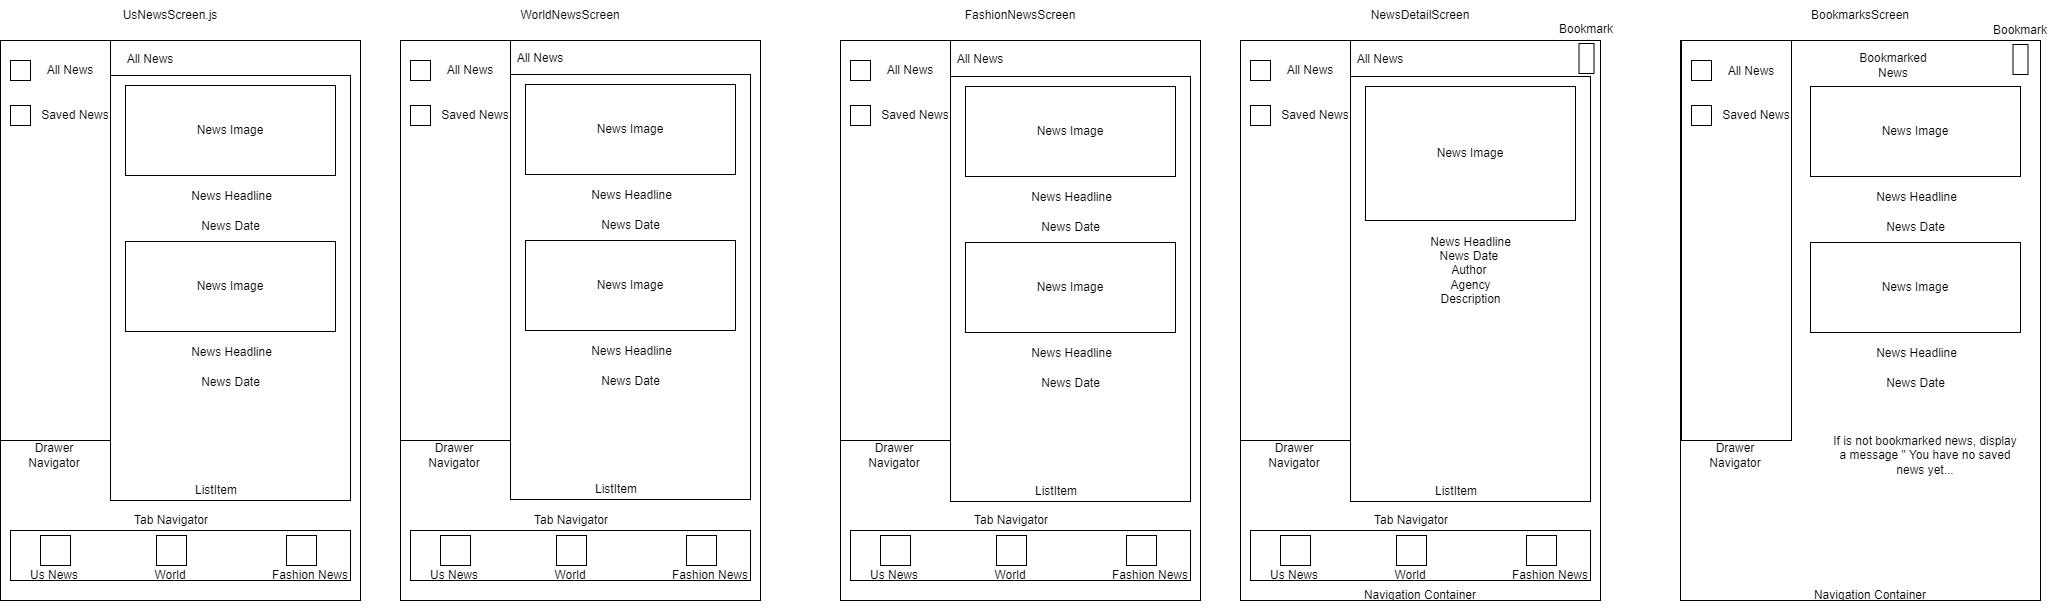 UsNewsScreen.js
All News
Saved News
All News
News Image
News Headline
News Date
News Image
News Headline
News Date
Drawer
Navigator
ListItem
Tab Navigator
Us News
World
Fashion News
WorldNewsScreen
All News
Saved News
All News
News Image
News Headline
News Date
News Image
News Headline
News Date
Drawer
Navigator
ListItem
Tab Navigator
Us News
World
Fashion News
FashionNewsScreen
All News
Saved News
All News
News Image
News Headline
News Date
News Image
News Headline
News Date
Drawer
Navigator
ListItem
Tab Navigator
Us News
World
Fashion News
NewsDetailScreen
Bookmark
All News
Saved News
All News
News Image
News Headline
News Date
Author
Agency
Description
Drawer
Navigator
ListItem
Tab Navigator
Us News
World
Fashion News
Navigation Container
BookmarksScreen
Bookmark
All News
Saved News
Bookmarked
News
News Image
News Headline
News Date
News Image
News Headline
News Date
Drawer
Navigator
If is not bookmarked news, display
a message " You have no saved
news yet...
Navigation Container